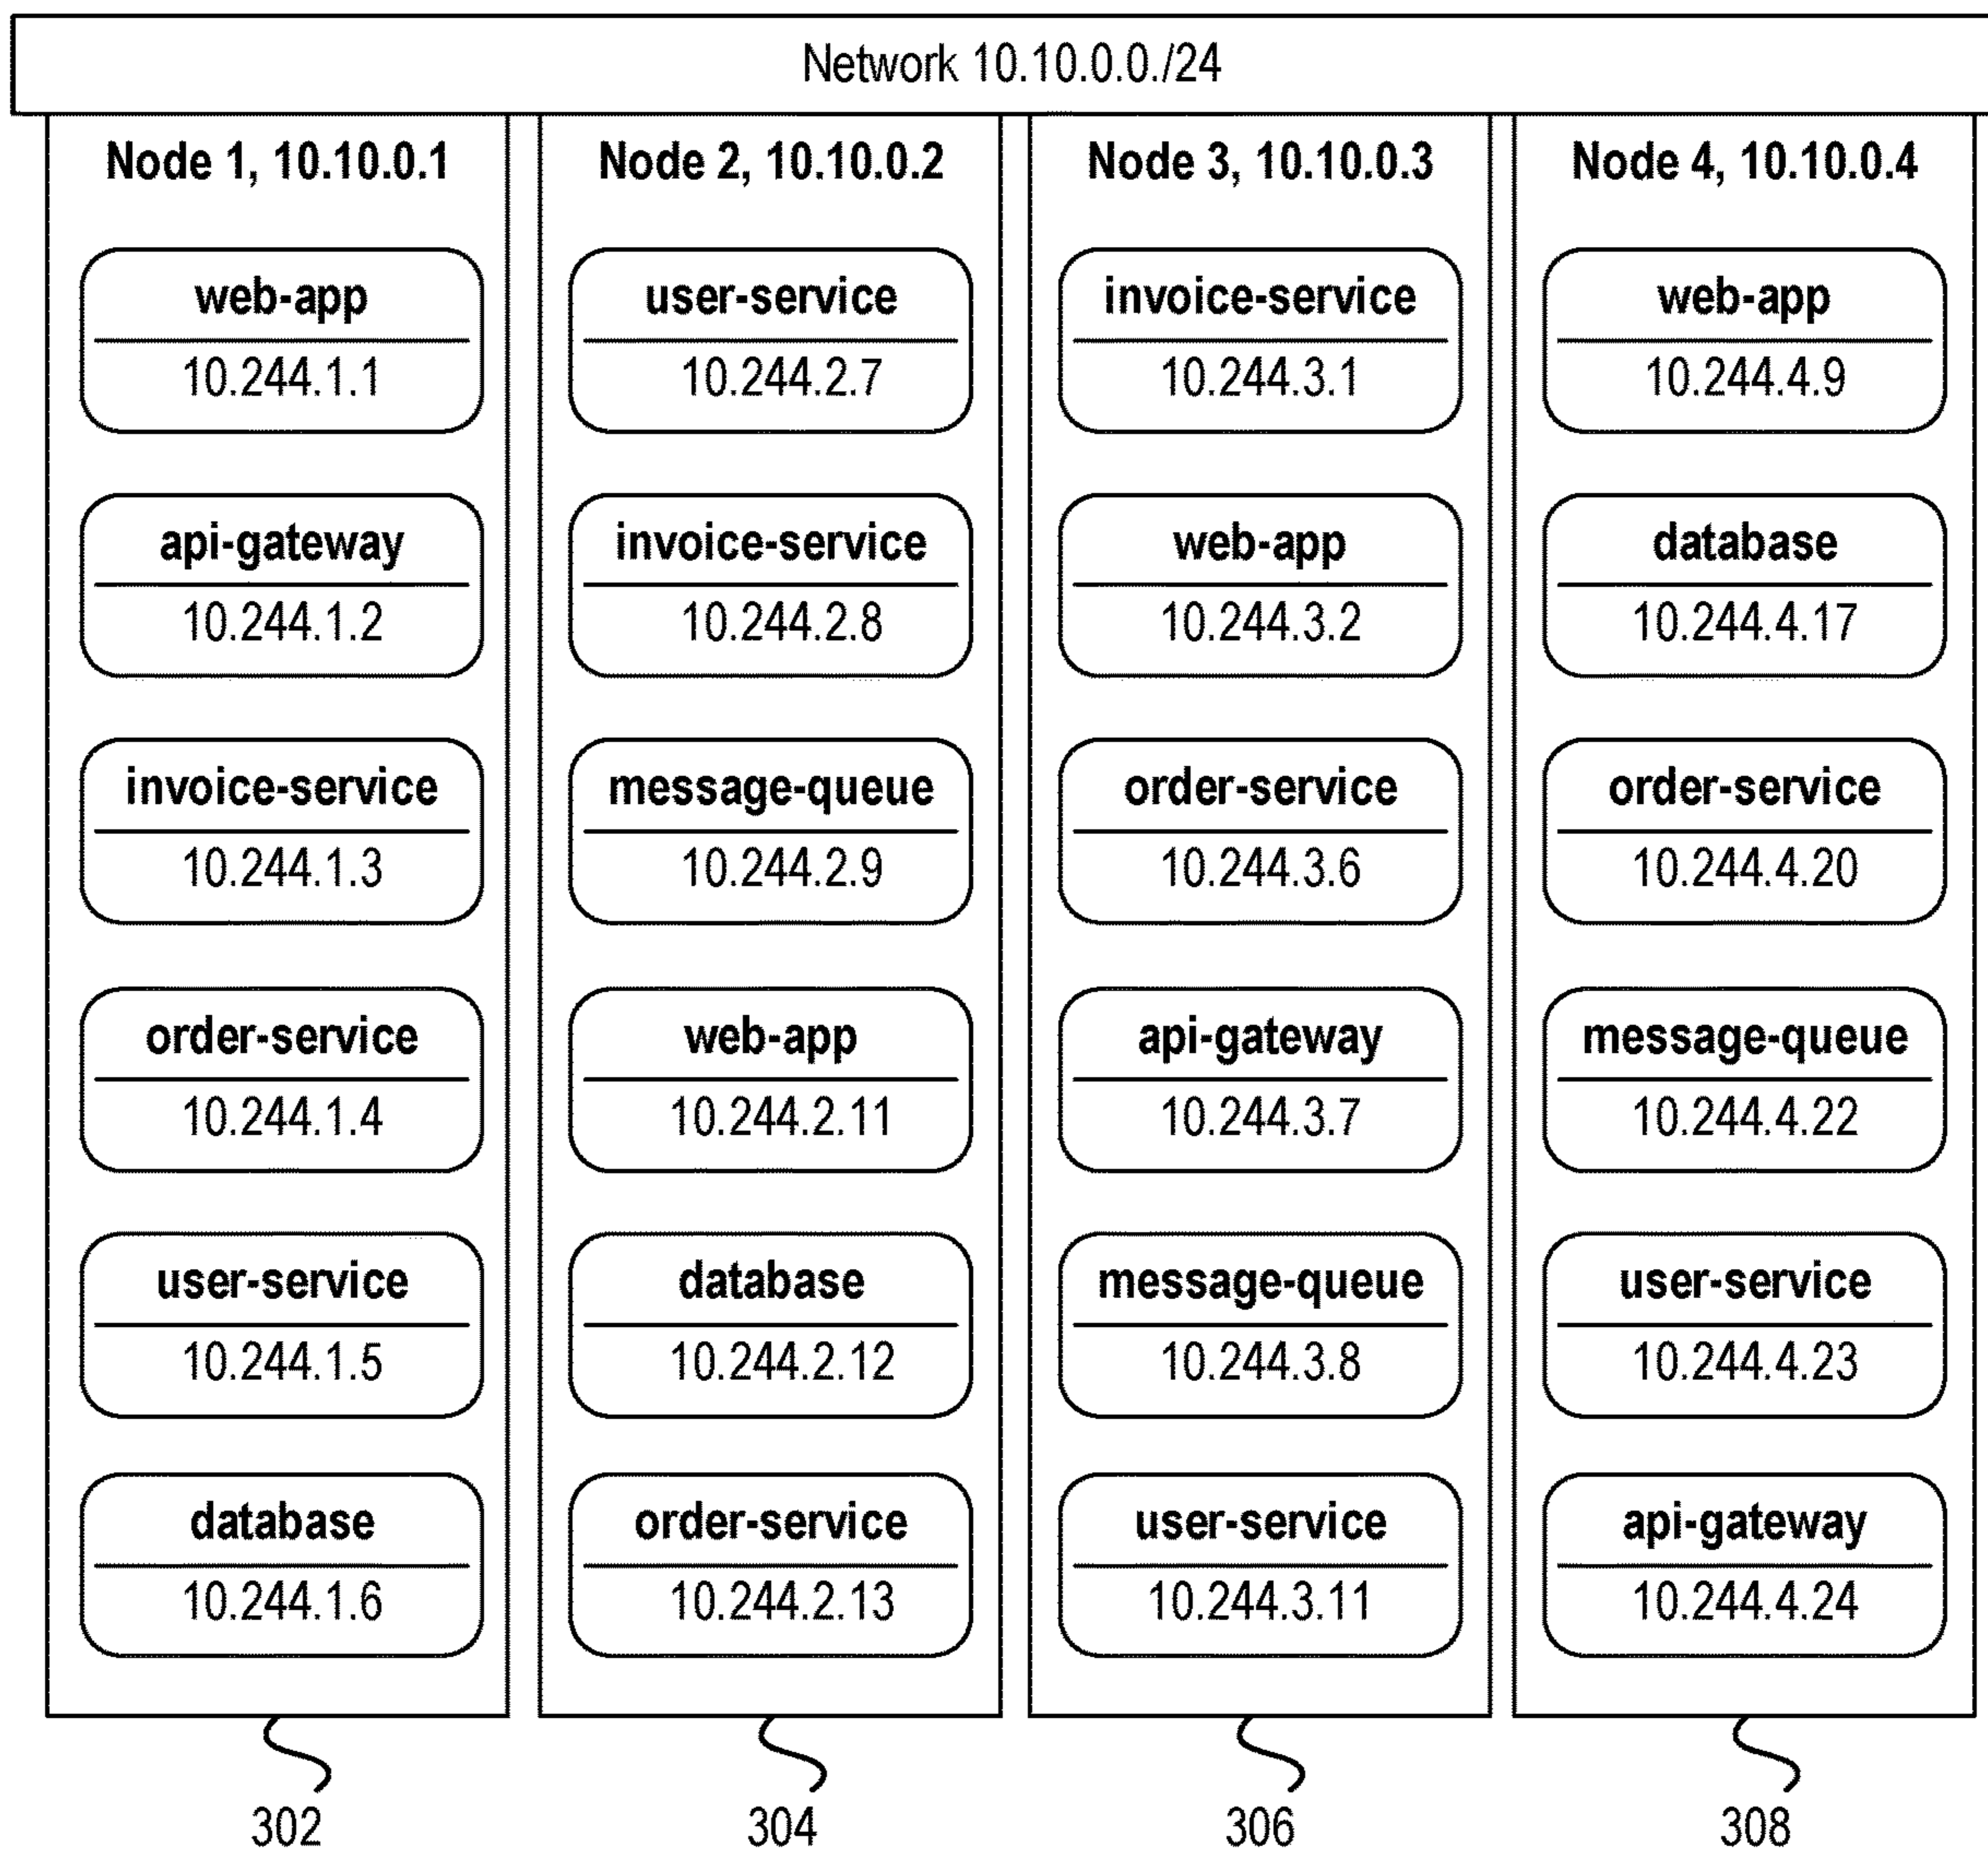 Network 10.10.0.0./24
Node 1, 10.10.0.1
web-app
10.244.1.1
api-gateway
10.244.1.2
invoice-service
10.244.1.3
order-service
10.244.1.4
user-service
10.244.1.5
database
10.244.1.6
302
Node 2, 10.10.0.2
user-service
10.244.2.7
invoice-service
10.244.2.8
message-queue
10.244.2.9
web-app
10.244.2.11
database
10.244.2.12
order-service
10.244.2.13
304
Node 3, 10.10.0.3
invoice-service
10.244.3.1
web-app
10.244.3.2
order-service
10.244.3.6
api-gateway
10.244.3.7
message-queue
10.244.3.8
user-service
10.244.3.11
306
Node 4, 10.10.0.4
web-app
10.244.4.9
database
10.244.4.17
order-service
10.244.4.20
message-queue
10.244.4.22
user-service
10.244.4.23
api-gateway
10.244.4.24
308